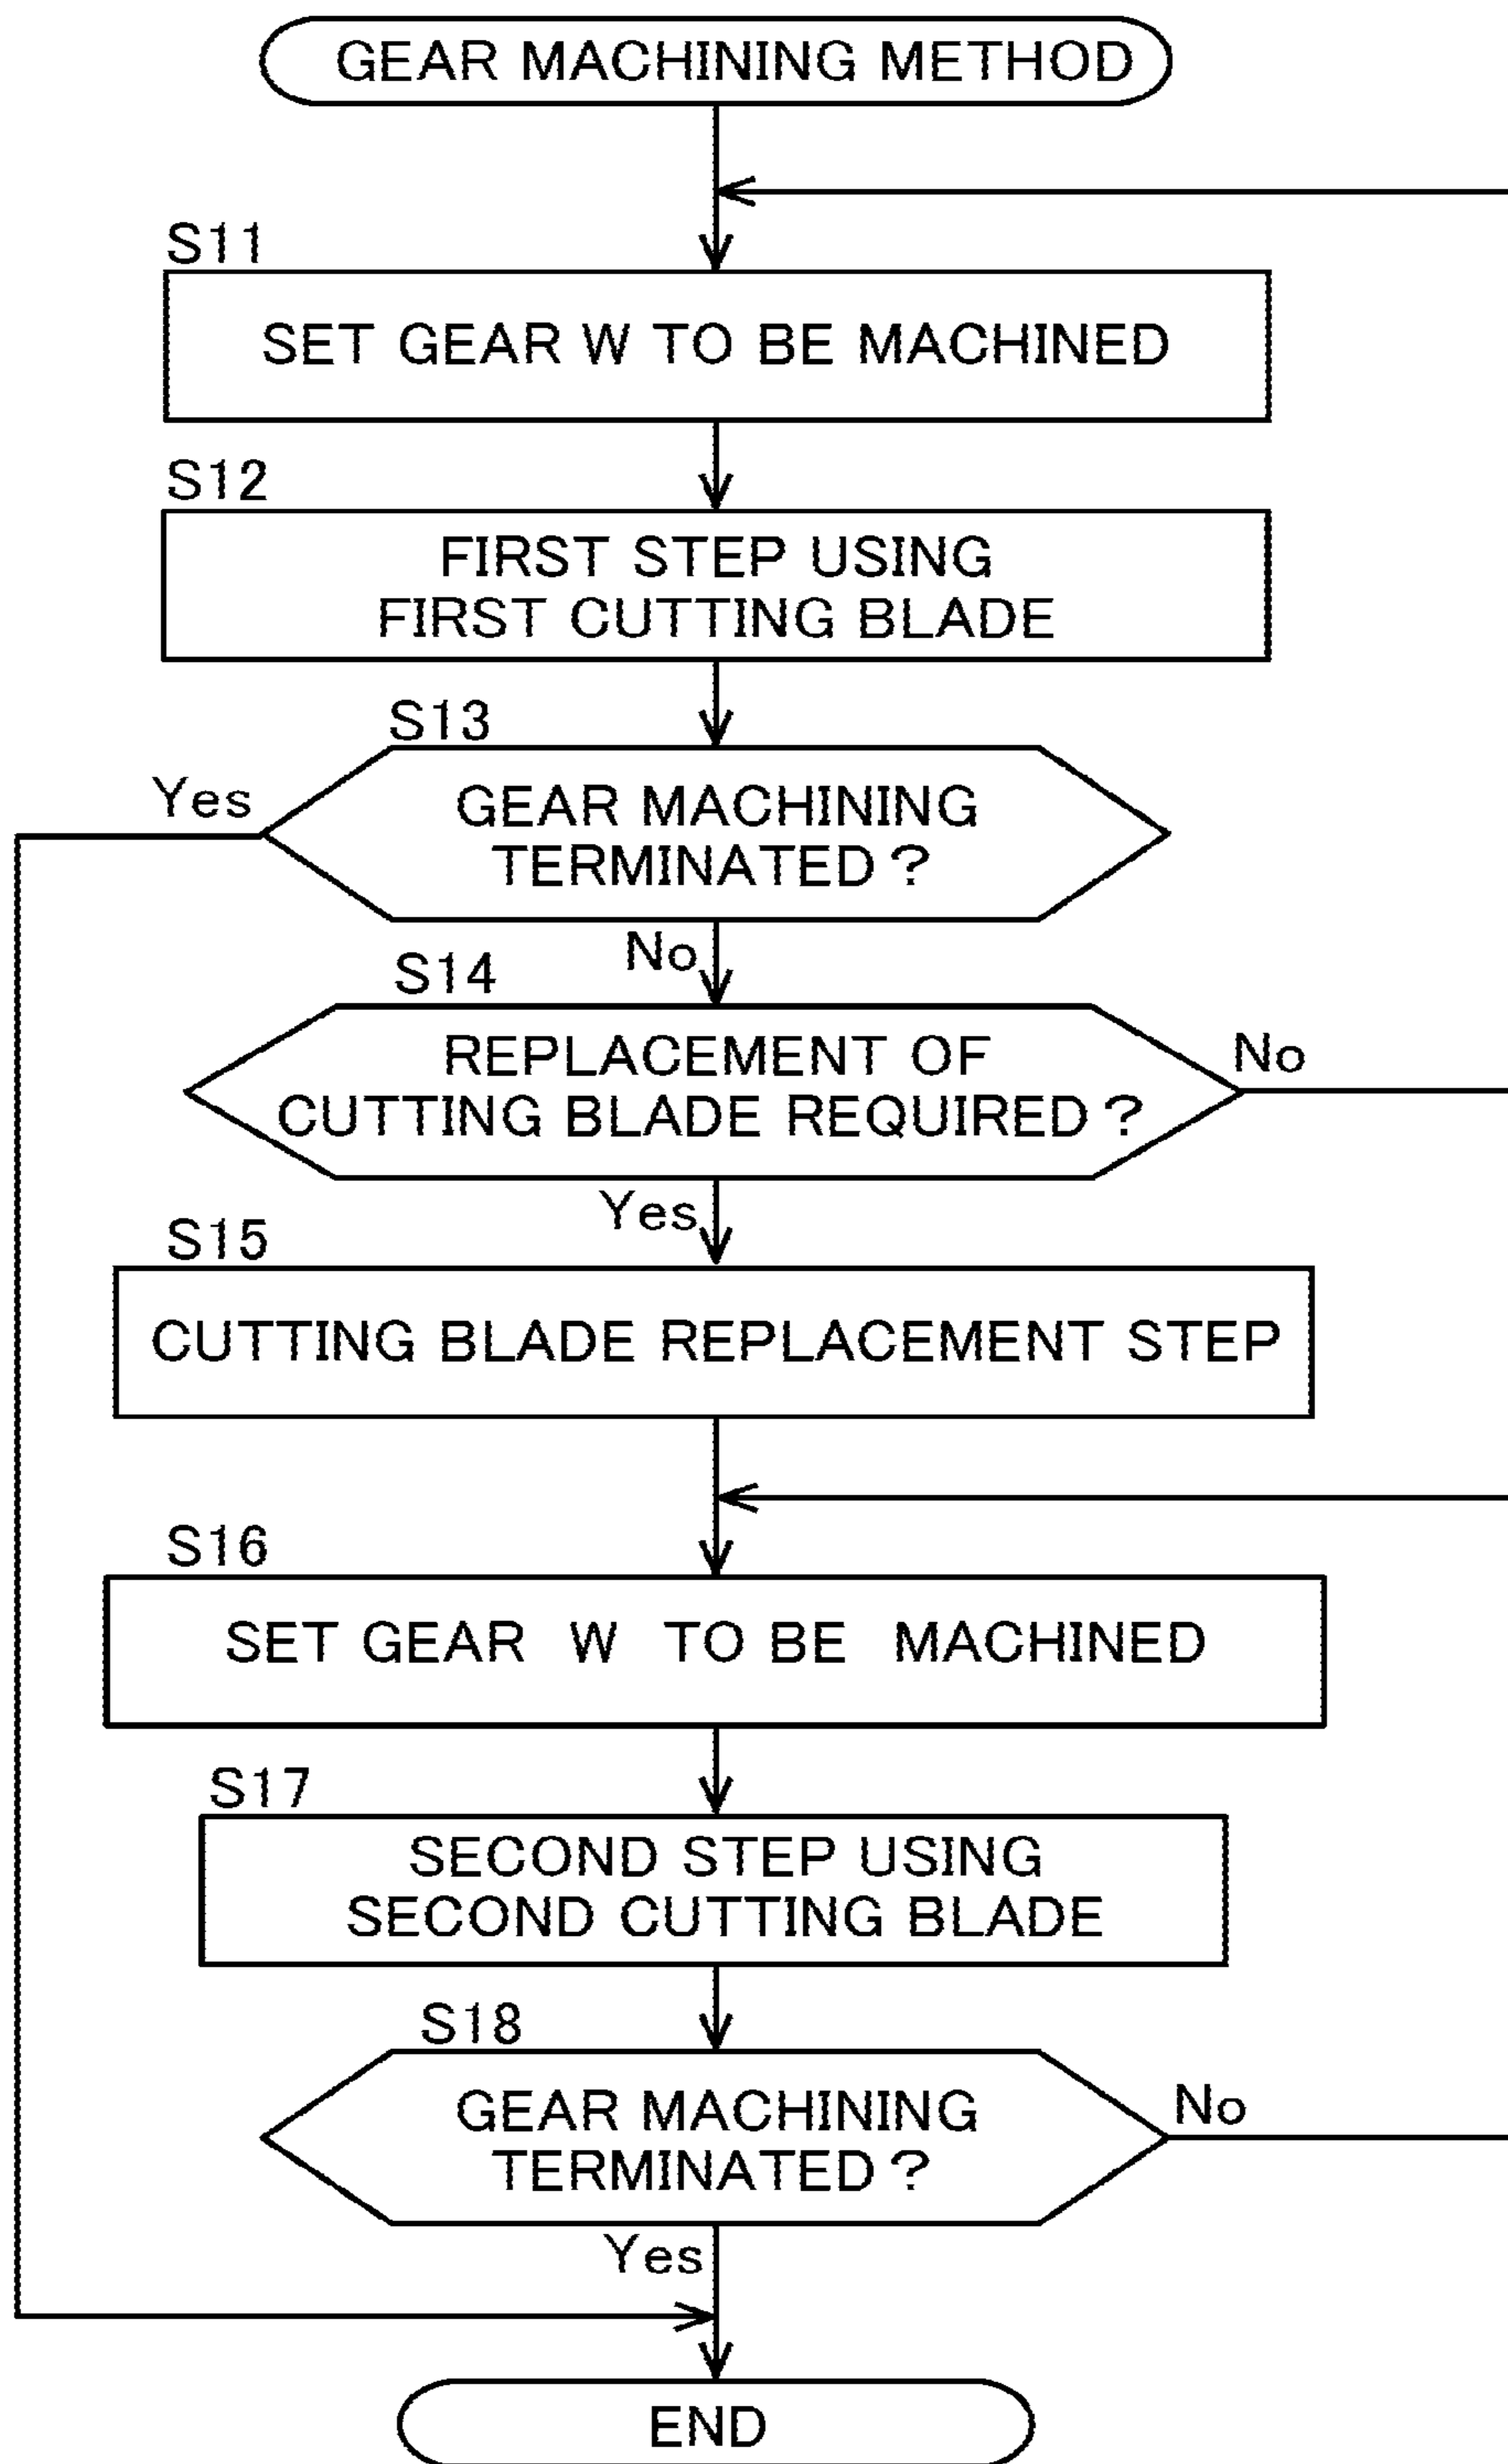 GEAR MACHINING METHOD
S11
SET GEAR W TO BE MACHINED
S12
FIRST STEP USING
FIRST CUTTING BLADE
S13
Yes
GEAR MACHINING
TERMINATED?
No
S14
REPLACEMENT OF
CUTTING BLADE REQUIRED?
No
Yes
S15
CUTTING BLADE REPLACEMENT STEP
S16
SET GEAR W TO BE MACHINED
S17
SECOND STEP USING
SECOND CUTTING BLADE
S18
GEAR MACHINING
TERMINATED?
No
Yes
END